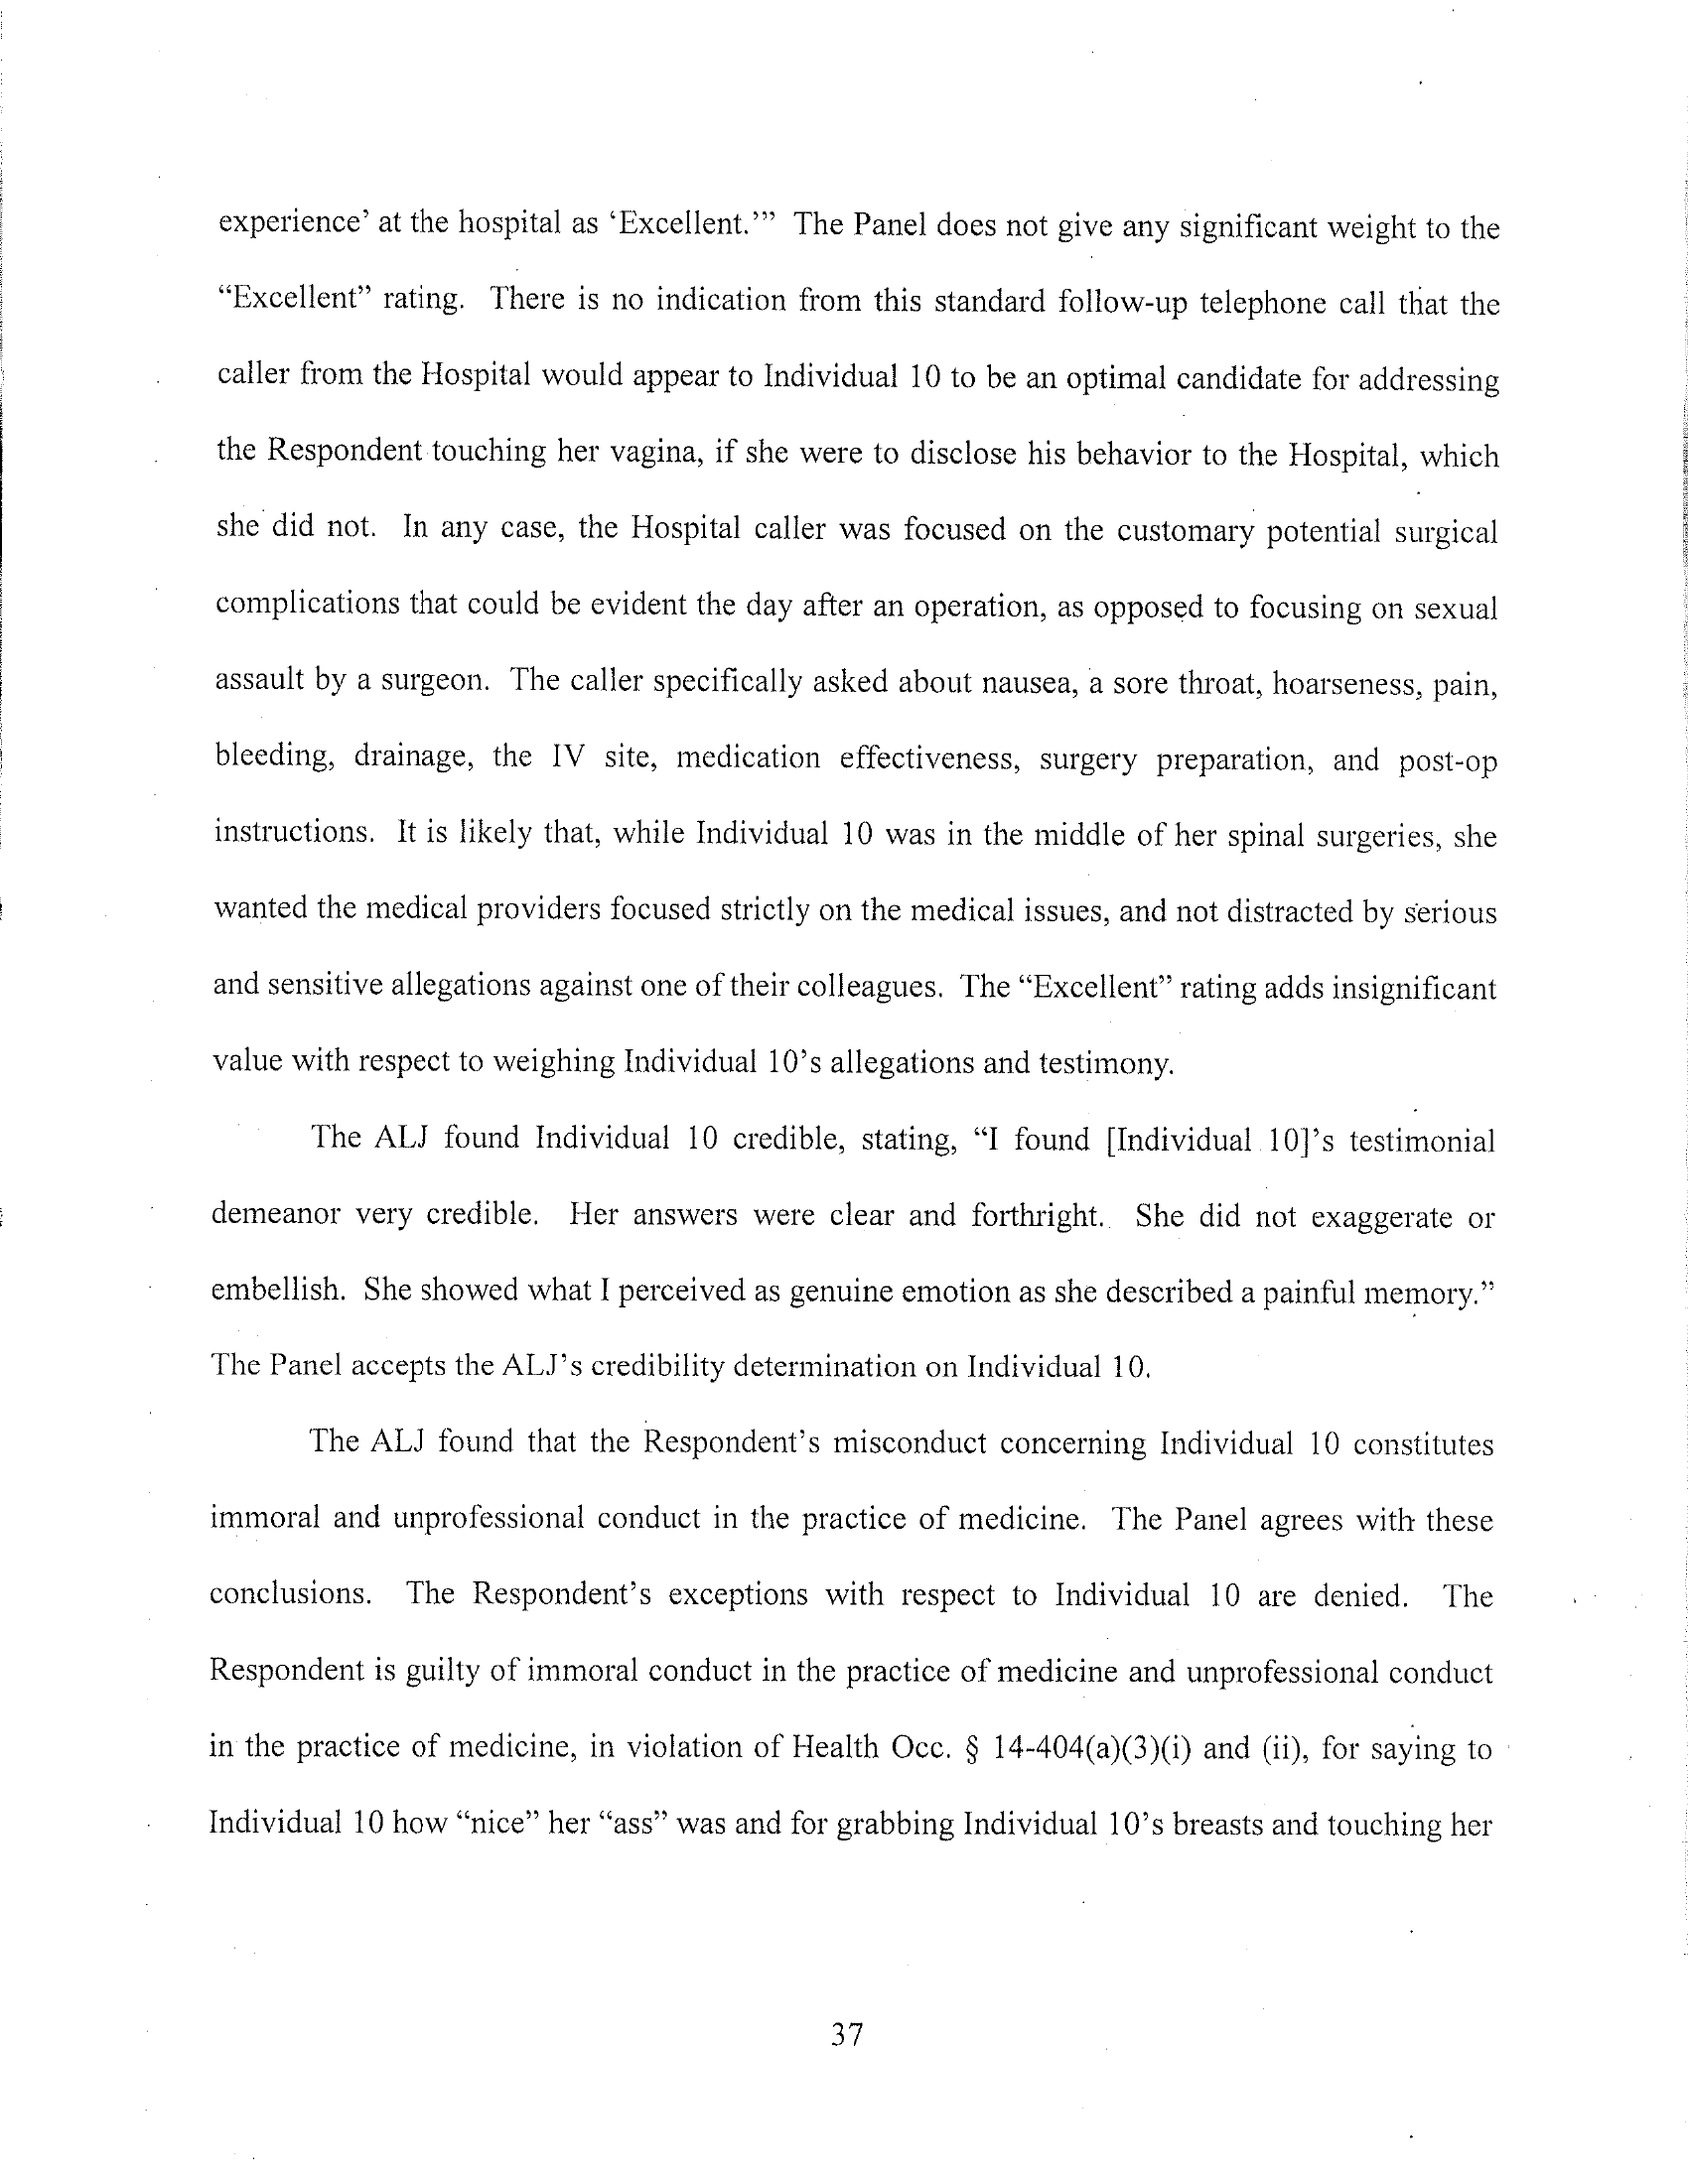 experience’ at the hospital as ‘Excellent.’” The Panel does not give any significant weight to the
“Excellent” rating. There is no indication from this standard follow-up telephone call that the
caller from the Hospital would appear to Individual 10 to be an optimal candidate for addressing
the Respondent touching her vagina, if she were to disclose his behavior to the Hospital, which
she did not. In any case, the Hospital caller was focused on the customary potential surgical
complications that could be evident the day after an operation, as opposed to focusing on sexual
assault by a surgeon. The caller specifically asked about nausea, a sore throat, hoarseness, pain,
bleeding, drainage, the IV site, medication effectiveness, surgery preparation, and post-op
instructions. It is likely that, while Individual 10 was in the middle of her spinal surgeries, she
wanted the medical providers focused strictly on the medical issues, and not distracted by serious
and sensitive allegations against one of their colleagues. The “Excellent” rating adds insignificant
value with respect to weighing Individual 10’s allegations and testimony.
The ALJ found Individual 10 credible, stating, “I found [Individual 10]’s testimonial
demeanor very credible. Her answers were clear and forthright. She did not exaggerate or
embellish. She showed what I perceived as genuine emotion as she described a painful memory.”
The Panel accepts the ALJ’s credibility determination on Individual 10.
The ALJ found that the Respondent’s misconduct concerning Individual 10 constitutes
immoral and unprofessional conduct in the practice of medicine. The Panel agrees with these
conclusions. The Respondent’s exceptions with respect to Individual 10 are denied. The
Respondent is guilty of immoral conduct in the practice of medicine and unprofessional conduct
in the practice of medicine, in violation of Health Occ. § 14-404(a)(3)(i) and (ii), for saying to
Individual 10 how “nice” her “ass” was and for grabbing Individual 10’s breasts and touching her
37